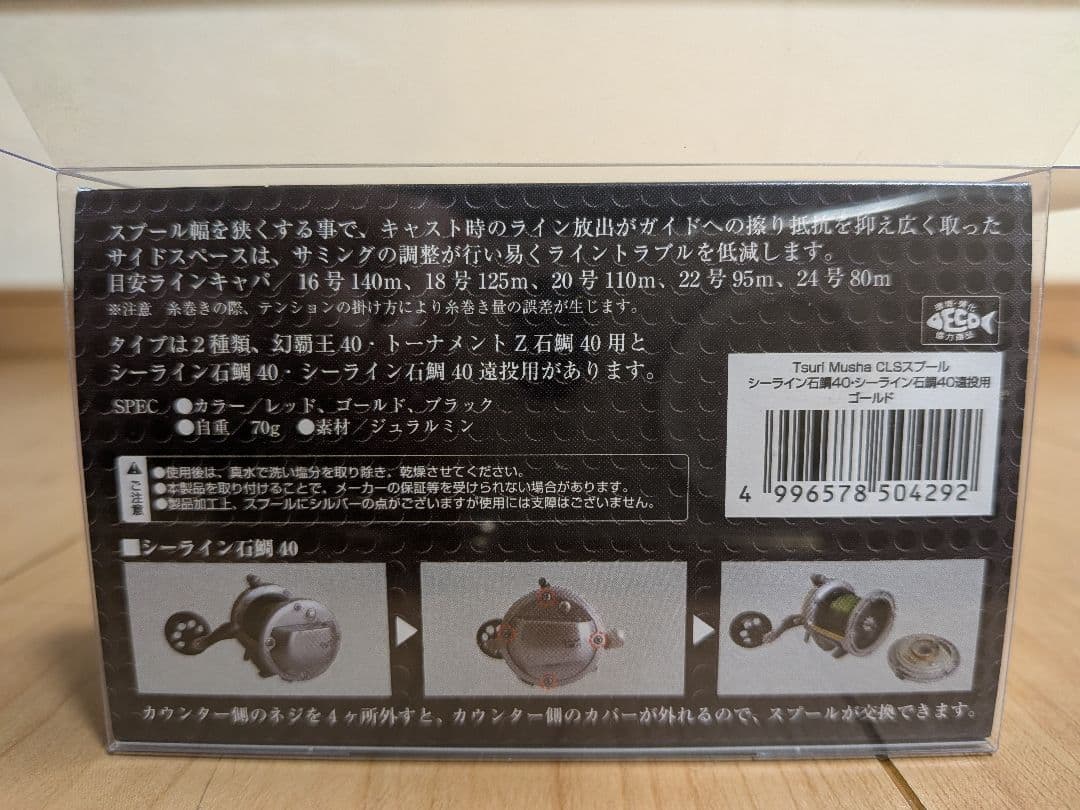 スプール幅を狭くする事で、キャスト時のライン放出がガイドへの擦り抵抗を抑え広く取った
サイドスペースは、サミングの調整が行い易くライントラブルを低減します。
目安ラインキャパ/ 16号140m、18号125m、20号110m、22号95m、24号80m
※注意 糸巻きの際、テンションの掛け方により糸巻き量の誤差が生じます。
タイプは2種類、幻覇王40・トーナメントZ石鯛40用と
シーライン石鯛40・シーライン石鯛40遠投用があります。
SPEC ●カラー/レッド、ゴールド、ブラック
●自重/70g ●素材/ジュラルミン
ECO
Tsuri Musha CLSスプール
シーライン石鯛40・シーライン石鯛40遠投用
ゴールド
4 996578 504292
ご注意
●使用後は、真水で洗い塩分を取り除き、乾燥させてください。
●本製品を取り付けることで、メーカーの保証等を受けられない場合があります。
●製品加工上、スプールにシルバーの点がございますが使用には支障はございません。
■シーライン石鯛40
カウンター側のネジを4ヶ所外すと、カウンター側のカバーが外れるので、スプールが交換できます。